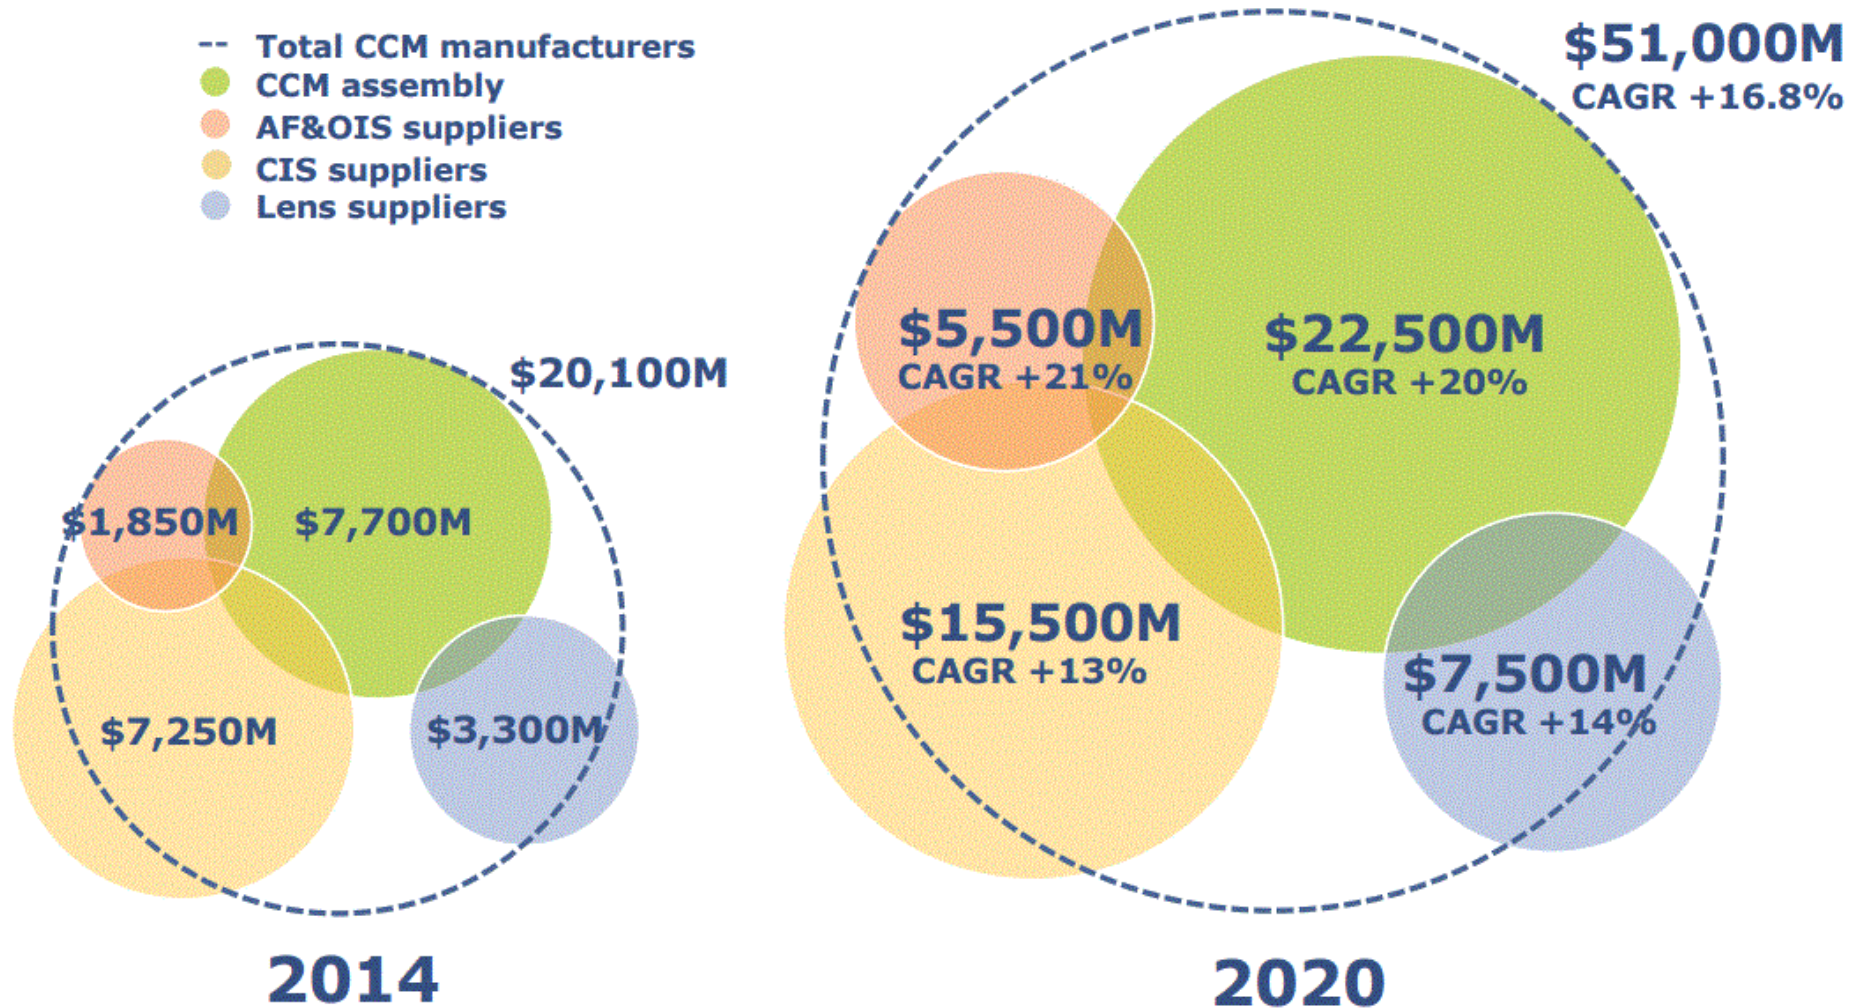 Total CCM manufacturers
CCM assembly
AF&OIS suppliers
CIS suppliers
Lens suppliers
$20,100M
$1,850M
$7,700M
$7,250M
$3,300M
2014
$51,000M
CAGR +16.8%
$5,500M
CAGR +21%
$22,500M
CAGR +20%
$15,500M
CAGR +13%
$7,500M
CAGR +14%
2020